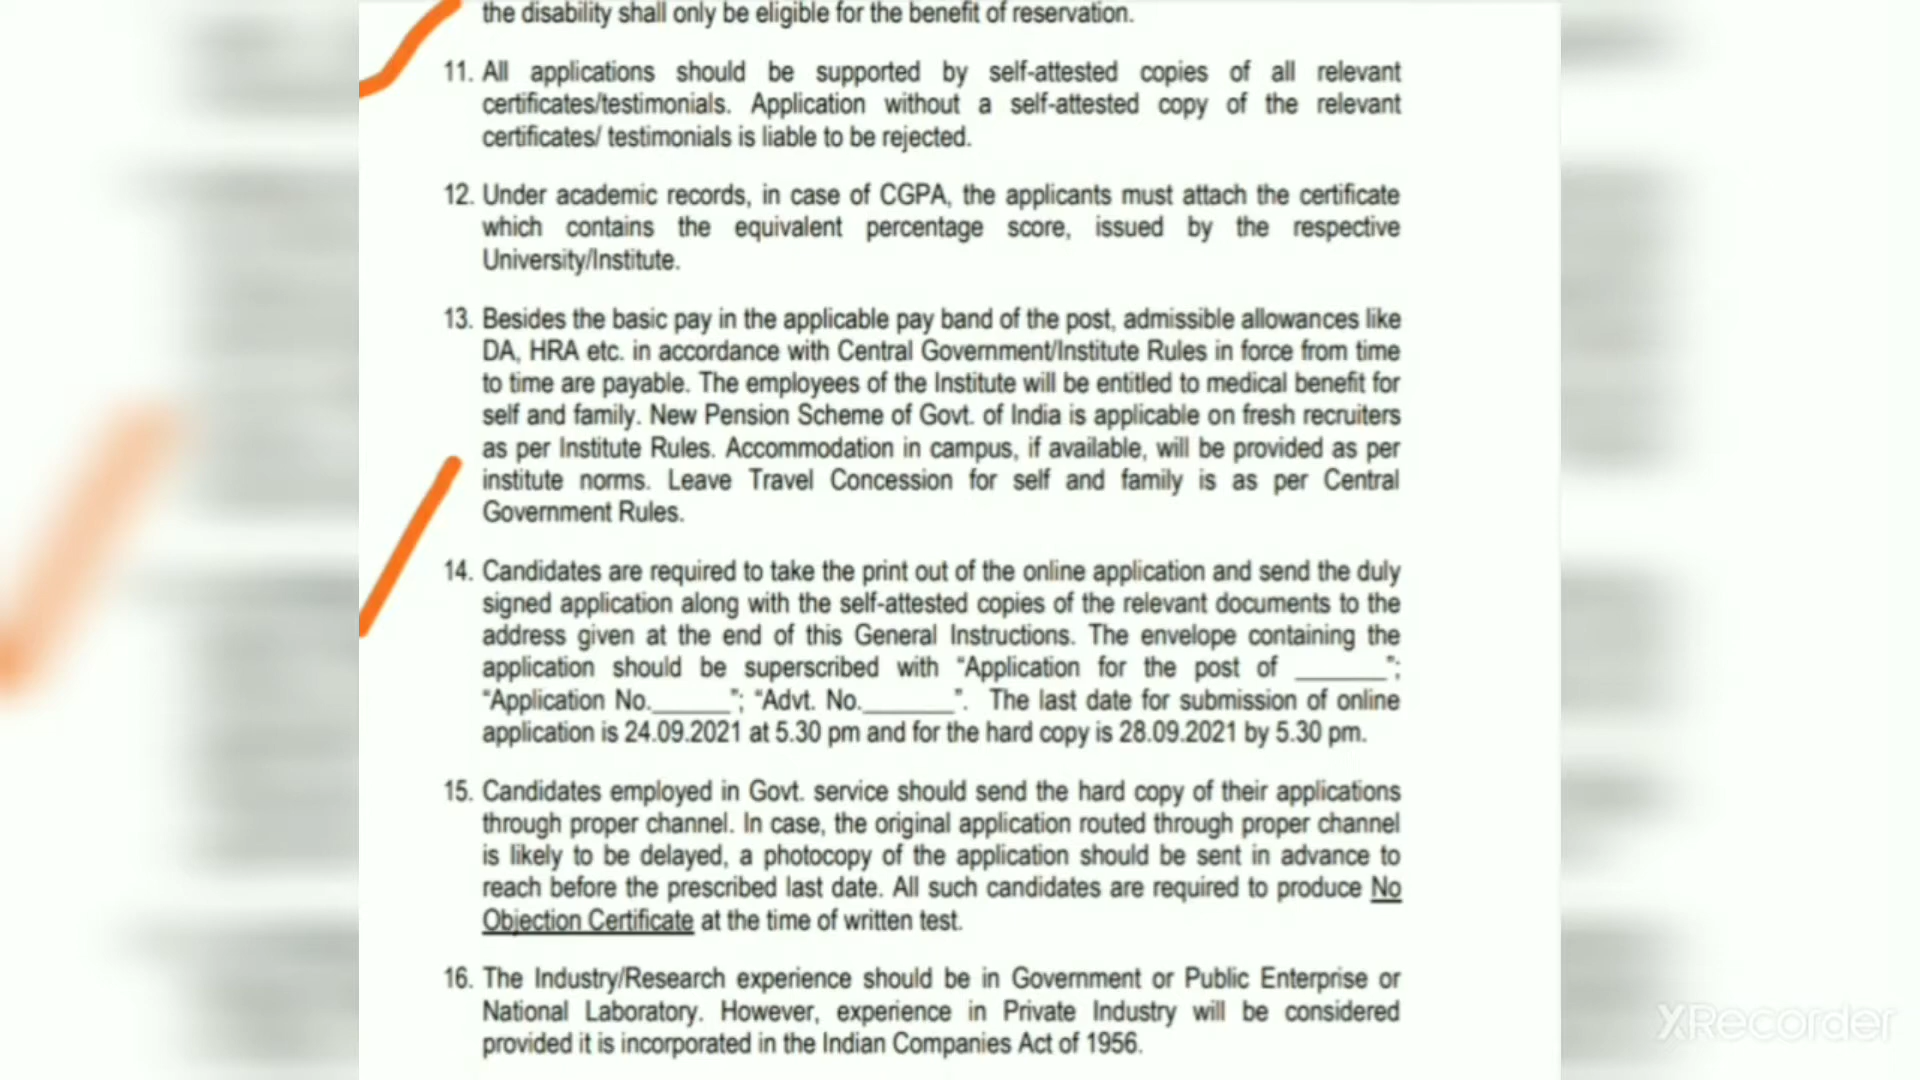 the disability shall only be eligible for the benefit of reservation.
11. All applications should be supported by self-attested copies of all relevant
certificates/testimonials. Application without a self-attested copy of the relevant
certificates/ testimonials is liable to be rejected.
12. Under academic records, in case of CGPA, the applicants must attach the certificate
which contains the equivalent percentage score, issued by the respective
University/Institute.
13. Besides the basic pay in the applicable pay band of the post, admissible allowances like
DA, HRA etc. in accordance with Central Government/Institute Rules in force from time
to time are payable. The employees of the Institute will be entitled to medical benefit for
self and family. New Pension Scheme of Govt. of India is applicable on fresh recruiters
as per Institute Rules. Accommodation in campus, if available, will be provided as per
institute norms. Leave Travel Concession for self and family is as per Central
Government Rules.
14. Candidates are required to take the print out of the online application and send the duly
signed application along with the self-attested copies of the relevant documents to the
address given at the end of this General Instructions. The envelope containing the
application should be superscribed with “Application for the post of _______”;
“Application No.______”; “Advt. No._______”. The last date for submission of online
application is 24.09.2021 at 5.30 pm and for the hard copy is 28.09.2021 by 5.30 pm.
15. Candidates employed in Govt. service should send the hard copy of their applications
through proper channel. In case, the original application routed through proper channel
is likely to be delayed, a photocopy of the application should be sent in advance to
reach before the prescribed last date. All such candidates are required to produce No
Objection Certificate at the time of written test.
16. The Industry/Research experience should be in Government or Public Enterprise or
National Laboratory. However, experience in Private Industry will be considered
provided it is incorporated in the Indian Companies Act of 1956.
XRecorder